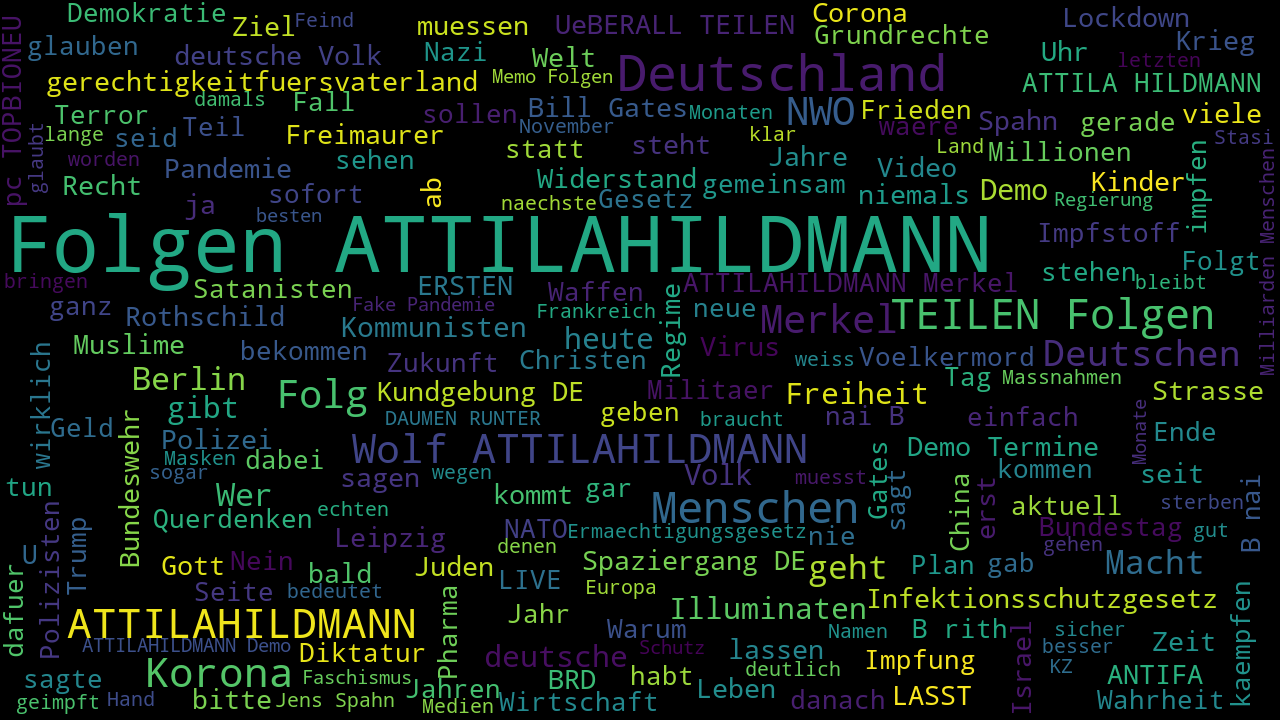 Demokratie Ziel Feind muessen UeBERALL TEILEN Corona Lockdown
glauben deutsche Volk Nazi Welt Grundrechte Uhr Krieg
pc TOPBIONEU gerechtigkeitfuersvaterland Memo Folgen Deutschland letzten ATTILA HILDMANN
Terror damals Fall sollen Bill Gates Monaten NWO Frieden Spahn gerade viele
glaubt lange seid Teil Freimaurer November steht klar waere Stasi
worden Pandemie sehen statt Jahre Video Land Millionen impfen
Recht sofort ab Widerstand gemeinsam niemals Demo Kinder Milliarden Menschen
ja besten naechste Gesetz Regierung
Folgen ATTILAHILDMANN Impfstoff
bringen Satanisten ERSTEN Waffen ATTILAHILDMANN Merkel stehen Folgt bleibt
ganz Rothschild Fake Pandemie Frankreich Regime neue Merkel TEILEN Folgen
Kommunisten heute
Muslime bekommen Zukunft Christen Virus weiss Voelkermord Deutschen
wirklich Berlin Folg Kundgebung DE Militaer Freiheit Tag Massnahmen Strasse
Geld gibt DAUMEN RUNTER geben braucht nai B einfach Monate Ende
Bundeswehr Polizei Wolf ATTILAHILDMANN Gates Demo Termine
Masken dabei sogar sagen wegen Volk muesst sagt kommen seit
tun Wer kommt gar Menschen China erst aktuell sterben B nai
Polizisten Querdenken echten NATO Ermaechtigungsgesetz nie Bundestag gut
U Trump Leipzig denen gehen
Gott Nein bald Juden LIVE Spaziergang DE geht Plan gab Macht
dafuer Seite bedeutet Pharma Europa kaempfen
ATTILAHILDMANN Jahr Illuminaten Infektionsschutzgesetz
ATTILAHILDMANN Demo Diktatur Warum Namen B rith Israel sicher Zeit
deutsche Schutz lassen besser
sagte Korona Faschismus BRD habt deutlich Impfung KZ ANTIFA
geimpft Hand bitte Jens Spahn Jahren Medien Wirtschaft Leben danach LASST Wahrheit